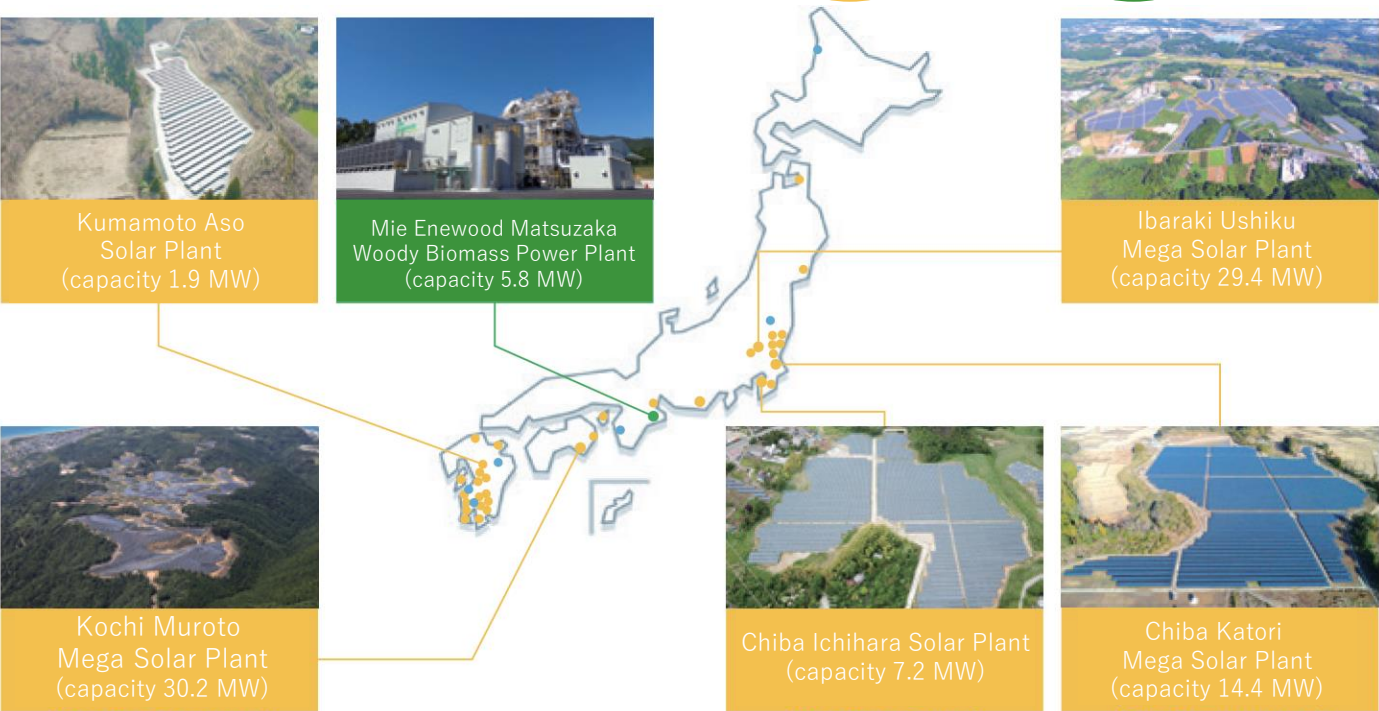 Kumamoto Aso
Solar Plant
(capacity 1.9 MW)
Mie Enewood Matsuzaka
Woody Biomass Power Plant
(capacity 5.8 MW)
Ibaraki Ushiku
Mega Solar Plant
(capacity 29.4 MW)
Kochi Muroto
Mega Solar Plant
(capacity 30.2 MW)
Chiba Ichihara Solar Plant
(capacity 7.2 MW)
Chiba Katori
Mega Solar Plant
(capacity 14.4 MW)